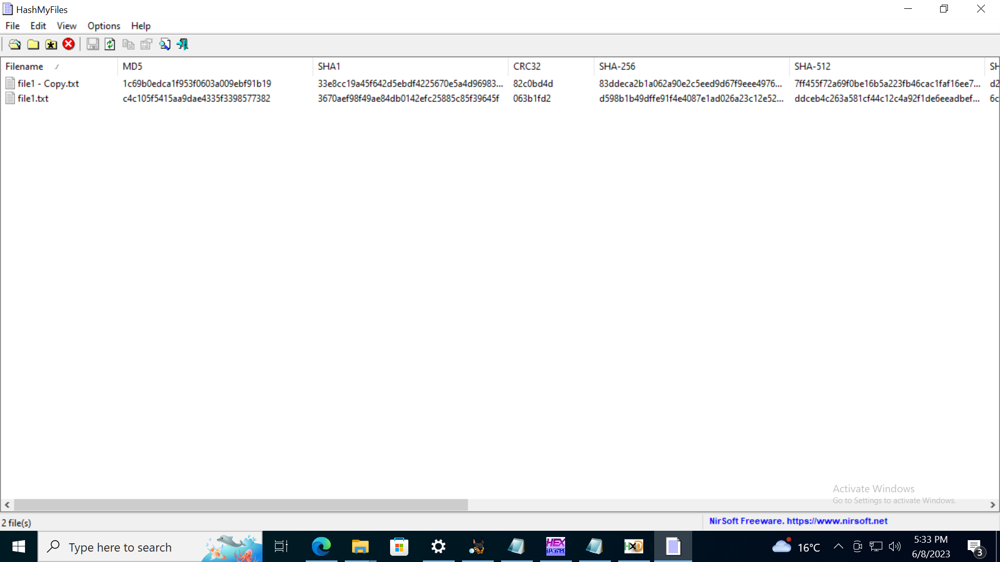 HashMyFiles
File Edit View Options Help
Filename MD5 SHA1 CRC32 SHA-256 SHA-512 SH
file1 - Copy.txt 1c69b0edca1f953f0603a009ebf91b19 33e8cc19a45f642d5ebdf4225670e5a4d96983... 82c0bd4d 83ddeca2b1a062a90e2c5eed9d67f9eee4976... 7ff455f72a69f0be16b5a223fb46cac1faf16ee7... d2
file1.txt c4c105f5415aa9dae4335f3398577382 3670aef98f49ae84db0142efc25885c85f39645f 063b1fd2 d598b1b49dffe91f4e4087e1ad026a23c12e52... ddceb4c263a581cf44c12c4a92f1de6eeadbef... 6c
Activate Windows
Go to Settings to activate Windows.
2 file(s)
NirSoft Freeware. https://www.nirsoft.net
Type here to search
HEX
HXD
16°C
5:33 PM
6/8/2023
3